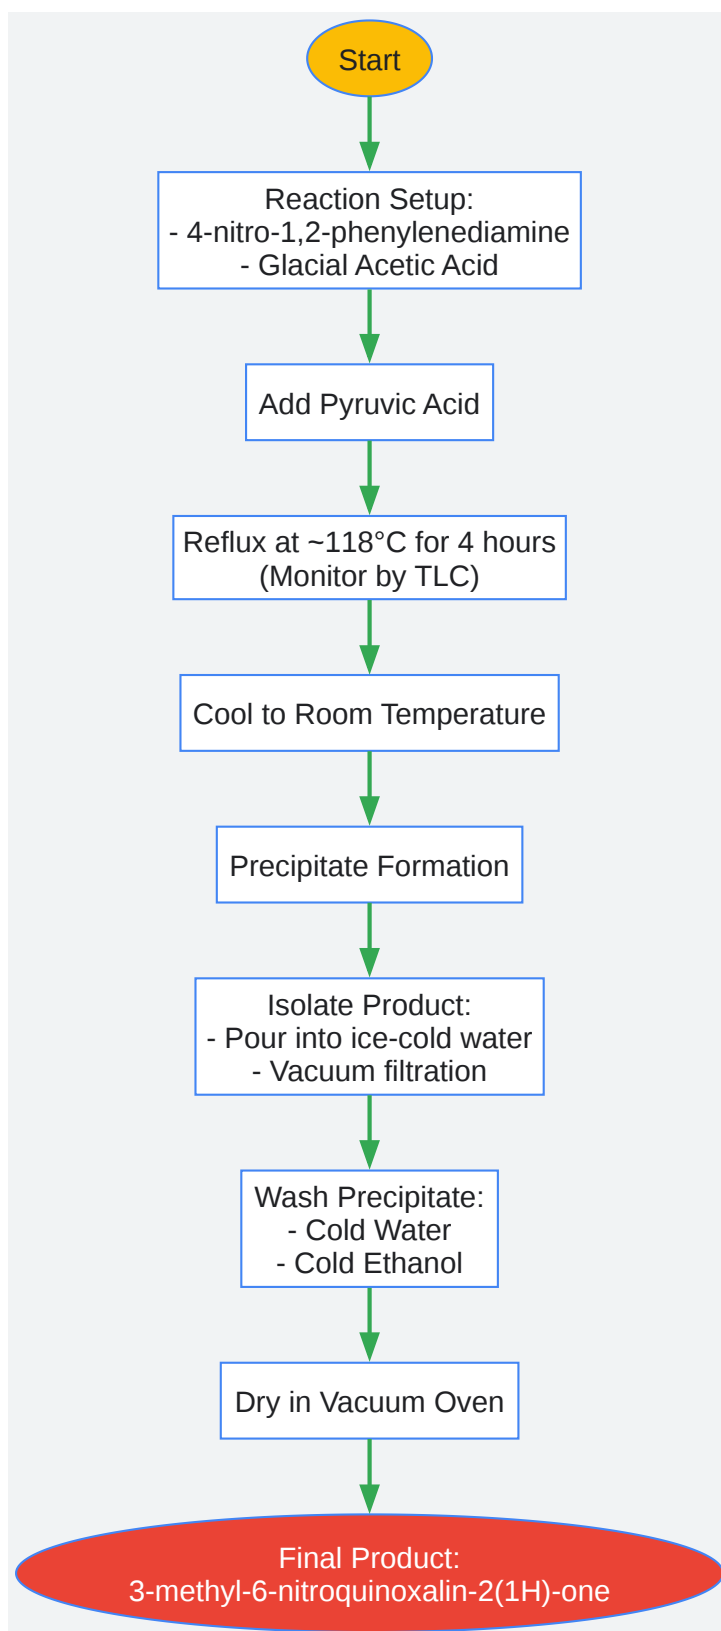 Start
Reaction Setup:
- 4-nitro-1,2-phenylenediamine
- Glacial Acetic Acid
Add Pyruvic Acid
Reflux at ~118°C for 4 hours
(Monitor by TLC)
Cool to Room Temperature
Precipitate Formation
Isolate Product:
- Pour into ice-cold water
- Vacuum filtration
Wash Precipitate:
- Cold Water
- Cold Ethanol
Dry in Vacuum Oven
Final Product:
3-methyl-6-nitroquinoxalin-2(1H)-one